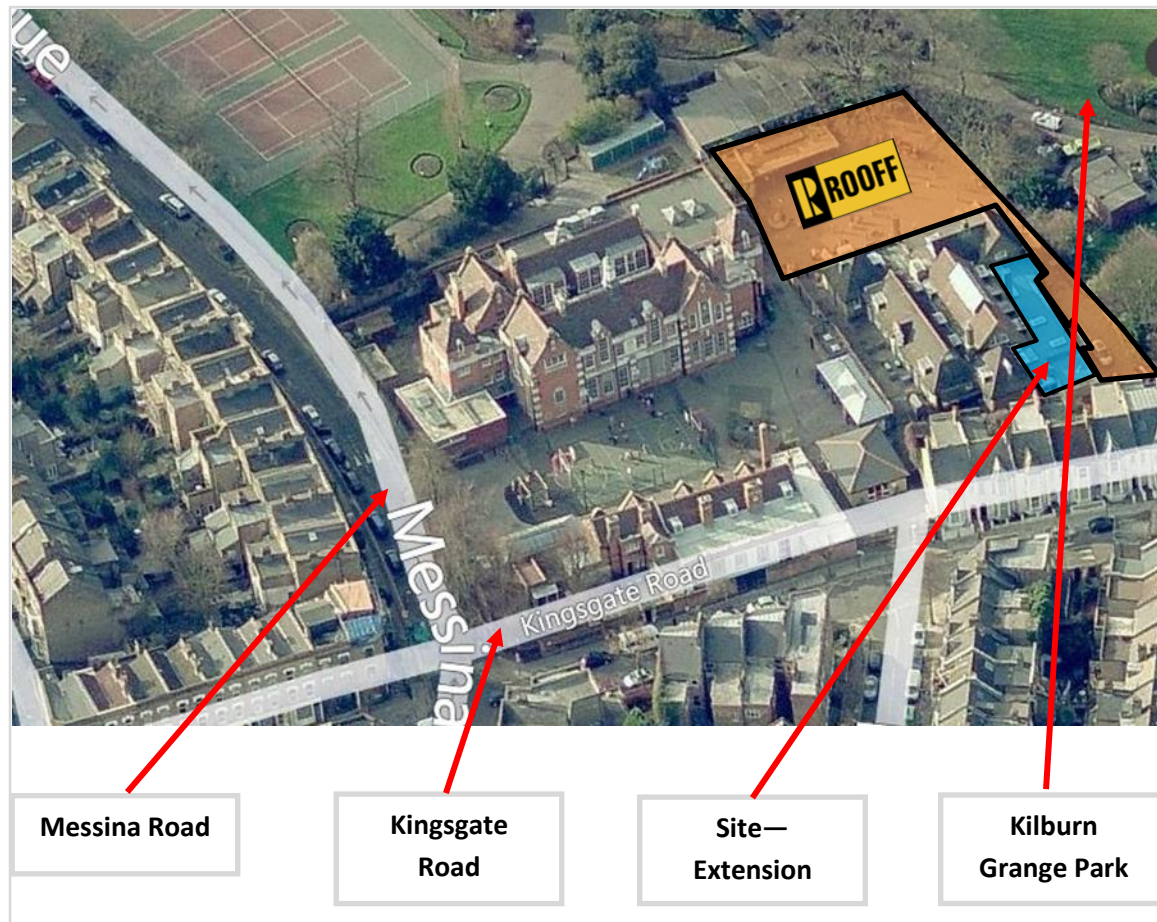 ue
ROOFF
Messina
Kingsgate Road
Messina Road
Kingsgate
Road
Site—
Extension
Kilburn
Grange Park